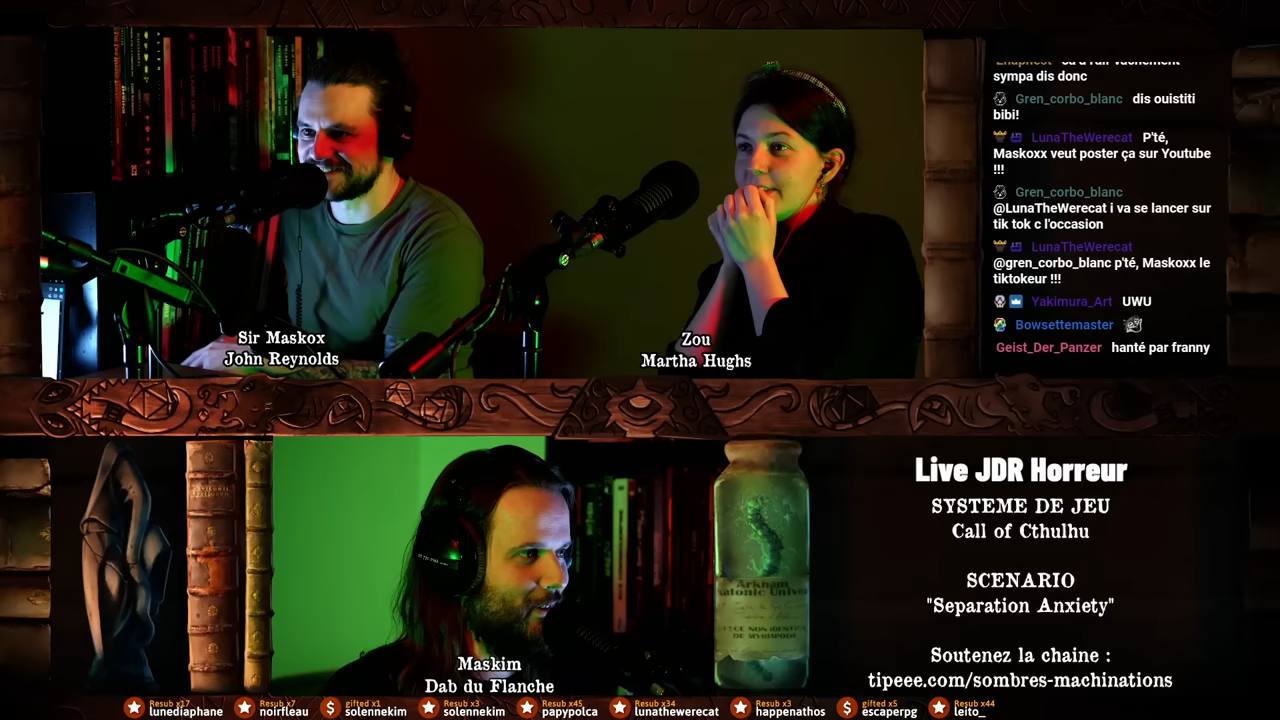 sympa dis donc
Gren_corbo_blanc dis ouistiti
bibi!
LunaTheWerecat P'té,
Maskoxx veut poster ça sur Youtube
!!!
Gren_corbo_blanc
@LunaTheWerecat i va se lancer sur
tik tok c l'occasion
LunaTheWerecat
@gren_corbo_blanc p'té, Maskoxx le
tiktokeur !!!
Yakimura_Art UWU
Bowsettemaster
Geist_Der_Panzer hanté par franny
Sir Maskox
John Reynolds
Zou
Martha Hughs
Maskim
Dab du Flanche
Arkham
Live JDR Horreur
SYSTEME DE JEU
Call of Cthulhu
SCENARIO
"Separation Anxiety"
Soutenez la chaine :
tipeee.com/sombres-machinations
Resub x17
lunediaphane
Resub x7
noirfleau
gifted x1
solennekim
Resub x3
solennekim
Resub x45
papypolca
Resub x34
lunathewerecat
Resub x3
happenathos
gifted x5
escaperpg
Resub x44
leito_